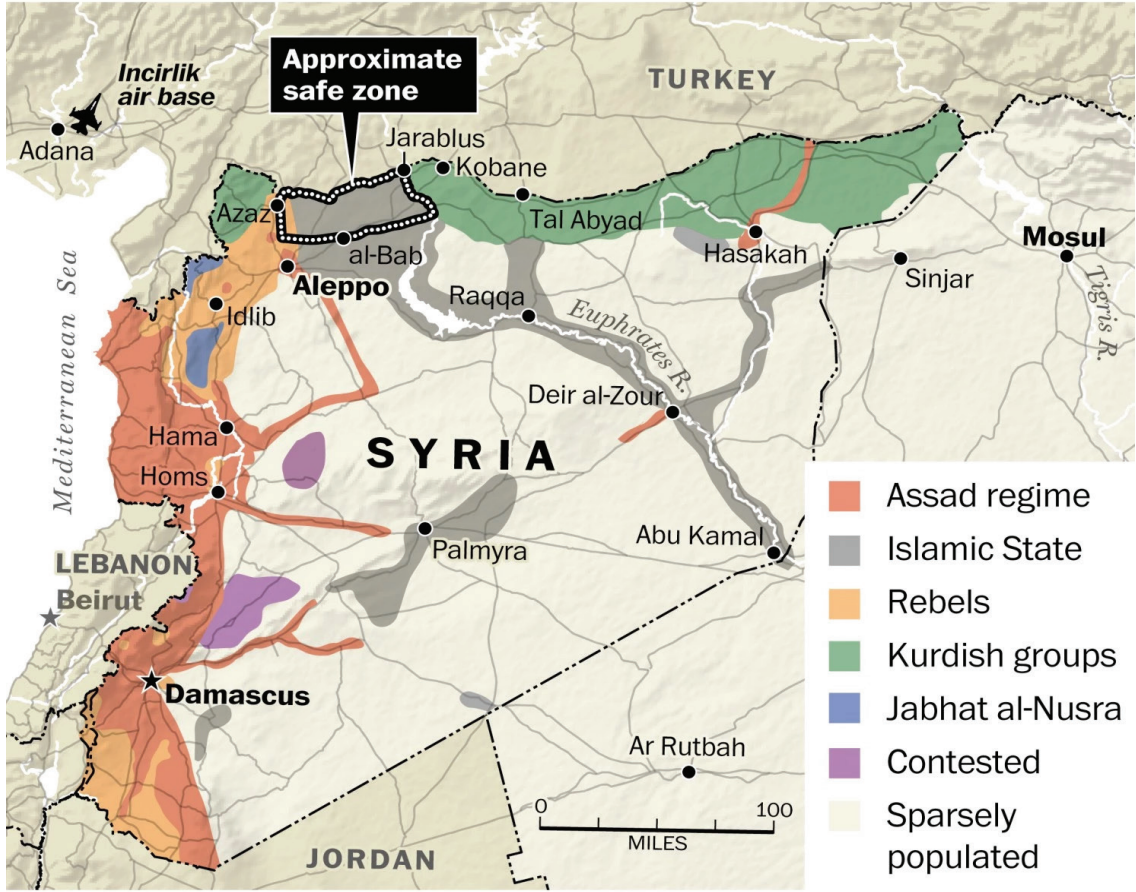 Approximate
safe zone
Incirlik
air base
TURKEY
Adana
Jarablus
Kobane
Azaz
Tal Abyad
al-Bab
Hasakah
Mosul
Aleppo
Sinjar
Raqqa
Idlib
Euphrates R.
Tigris R.
Mediterranean Sea
Deir al-Zour
Hama
SYRIA
Homs
Palmyra
Abu Kamal
LEBANON
Beirut
Damascus
Ar Rutbah
0 100
MILES
JORDAN
Assad regime
Islamic State
Rebels
Kurdish groups
Jabhat al-Nusra
Contested
Sparsely
populated